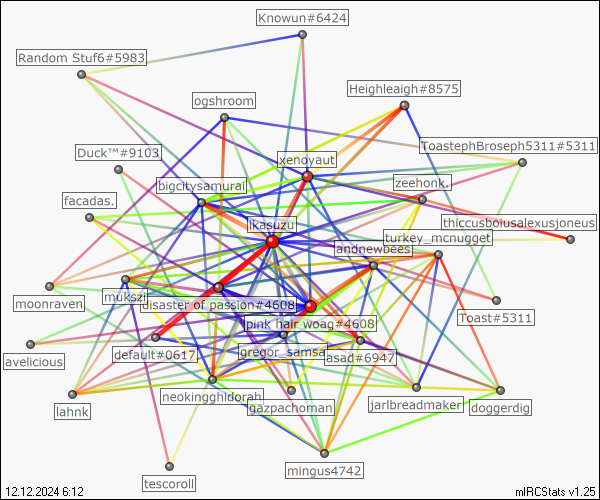 Knowun#6424
Random Stuf6#5983
Heighleaigh#8575
ogshroom
ToastephBroseph5311#5311
Duck™#9103
xenoyaut
zeehonk.
bigcitysamurai
facadas.
thiccusboiusalexusjoneus
ikasuzu
turkey_mcnugget
andnewbees
mukszi
disaster of passion#4608
moonraven
Toast#5311
pink hair woag#4608
default#0617
gregor_samsa
asad#6947
avelicious
neokingghidorah
gazpachoman
jarlbreadmaker
doggerdig
lahnk
mingus4742
tescoroll
12.12.2024 6:12
mIRCStats v1.25